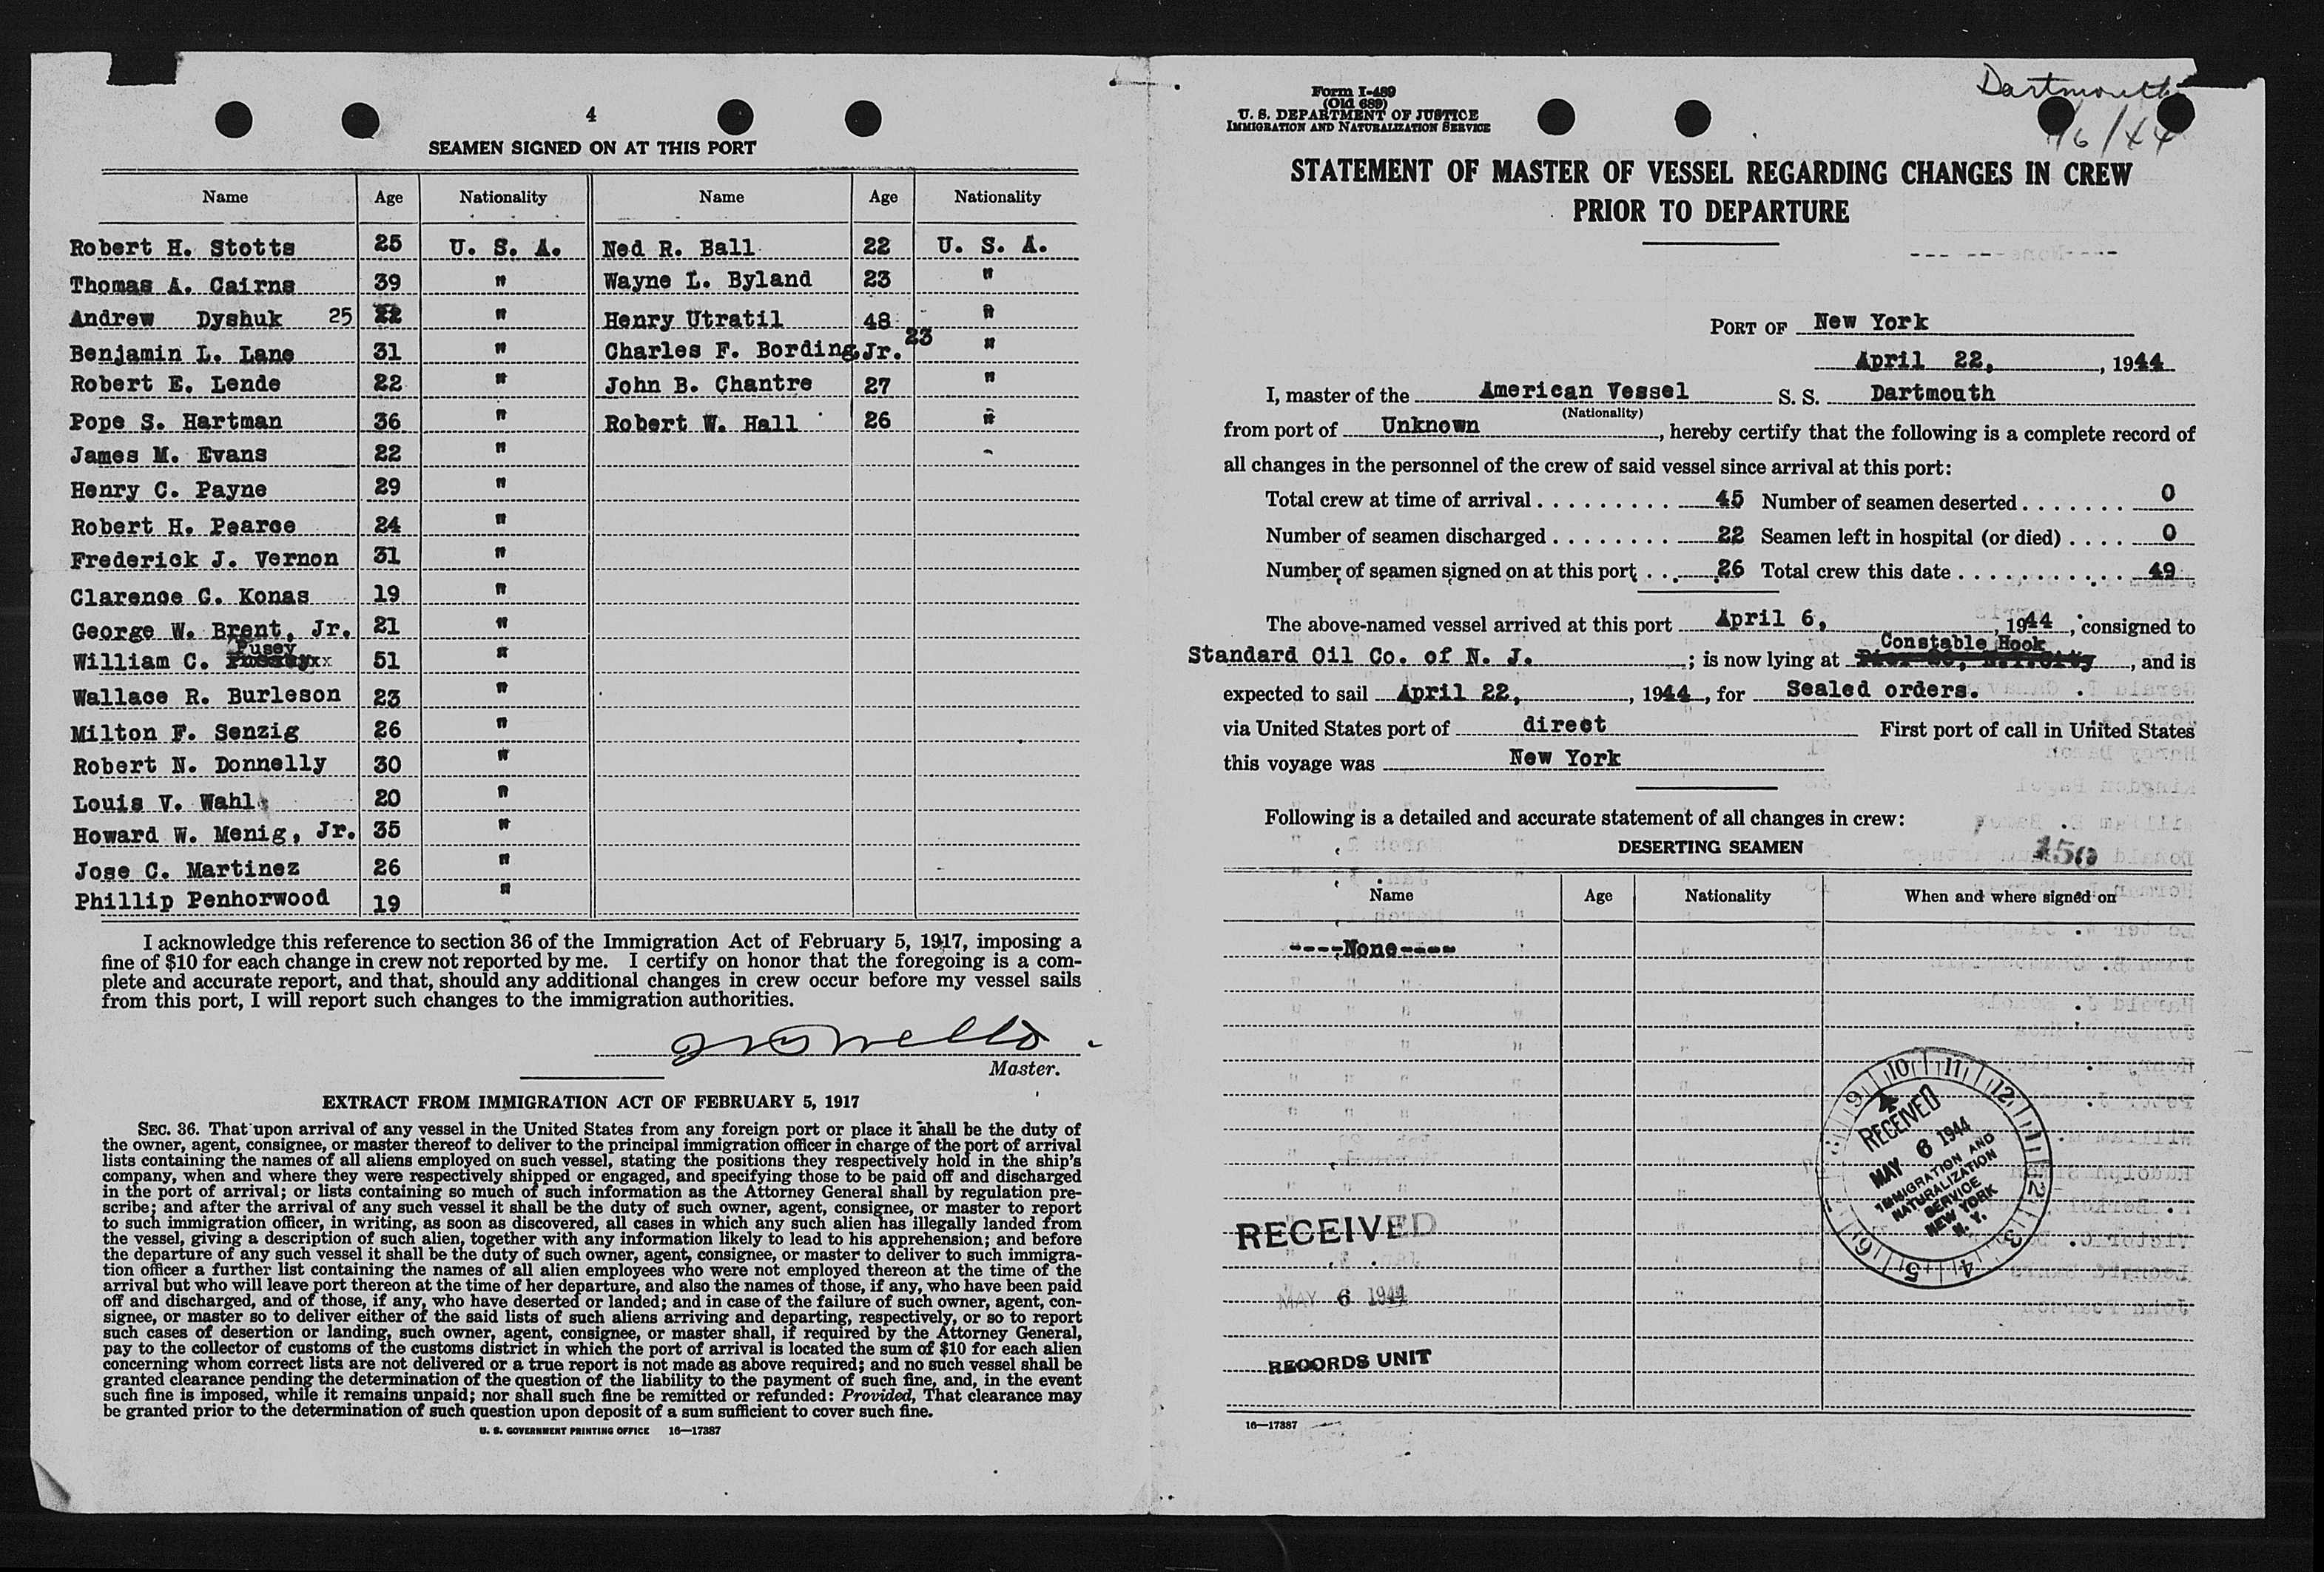 4
SEAMEN SIGNED ON AT THIS PORT
Name Age Nationality Name Age Nationality
Robert H. Stotts 25 U. S. A. Ned R. Ball 22 U. S. A.
Thomas A. Cairns 39 " Wayne L. Byland 23 "
Andrew Dyshuk 25 22 " Henry Utratil 48 "
Benjamin L. Lane 31 " Charles F. Bording, Jr. 23 "
Robert E. Lende 22 " John B. Chantre 27 "
Pope S. Hartman 36 " Robert W. Hall 26 "
James M. Evans 22 "
Henry C. Payne 29 "
Robert H. Pearce 24 "
Frederick J. Vernon 31 "
Clarence C. Konas 19 "
George W. Brent, Jr. 21 "
William C. Pusey 51 "
Wallace R. Burleson 23 "
Milton F. Senzig 26 "
Robert N. Donnelly 30 "
Louis V. Wahl 20 "
Howard W. Menig, Jr. 35 "
Jose C. Martinez 26 "
Phillip Penhorwood 19 "
I acknowledge this reference to section 36 of the Immigration Act of February 5, 1917, imposing a
fine of $10 for each change in crew not reported by me. I certify on honor that the foregoing is a com-
plete and accurate report, and that, should any additional changes in crew occur before my vessel sails
from this port, I will report such changes to the immigration authorities.
Master.
EXTRACT FROM IMMIGRATION ACT OF FEBRUARY 5, 1917
SEC. 36. That upon arrival of any vessel in the United States from any foreign port or place it shall be the duty of
the owner, agent, consignee, or master thereof to deliver to the principal immigration officer in charge of the port of arrival
lists containing the names of all aliens employed on such vessel, stating the positions they respectively hold in the ship's
company, when and where they were respectively shipped or engaged, and specifying those to be paid off and discharged
in the port of arrival; or lists containing so much of such information as the Attorney General shall by regulation pre-
scribe; and after the arrival of any such vessel it shall be the duty of such owner, agent, consignee, or master to report
to such immigration officer, in writing, as soon as discovered, all cases in which any such alien has illegally landed from
the vessel, giving a description of such alien, together with any information likely to lead to his apprehension; and before
the departure of any such vessel it shall be the duty of such owner, agent, consignee, or master to deliver to such immigra-
tion officer a further list containing the names of all alien employees who were not employed thereon at the time of the
arrival but who will leave port thereon at the time of her departure, and also the names of those, if any, who have been paid
off and discharged, and of those, if any, who have deserted or landed; and in case of the failure of such owner, agent, con-
signee, or master so to deliver either of the said lists of such aliens arriving and departing, respectively, or so to report
such cases of desertion or landing, such owner, agent, consignee, or master shall, if required by the Attorney General,
pay to the collector of customs of the customs district in which the port of arrival is located the sum of $10 for each alien
concerning whom correct lists are not delivered or a true report is not made as above required; and no such vessel shall be
granted clearance pending the determination of the question of the liability to the payment of such fine, and, in the event
such fine is imposed, while it remains unpaid; nor shall such fine be remitted or refunded: Provided, That clearance may
be granted prior to the determination of such question upon deposit of a sum sufficient to cover such fine.
U. S. GOVERNMENT PRINTING OFFICE 16—17387
Dartmouth
Form I-489
(Old 689)
U. S. DEPARTMENT OF JUSTICE
IMMIGRATION AND NATURALIZATION SERVICE
STATEMENT OF MASTER OF VESSEL REGARDING CHANGES IN CREW
PRIOR TO DEPARTURE
PORT OF New York
April 22, , 1944
I, master of the American Vessel S. S. Dartmouth
(Nationality)
from port of Unknown , hereby certify that the following is a complete record of
all changes in the personnel of the crew of said vessel since arrival at this port:
Total crew at time of arrival 45 Number of seamen deserted 0
Number of seamen discharged 22 Seamen left in hospital (or died) 0
Number of seamen signed on at this port 26 Total crew this date 49
The above-named vessel arrived at this port April 6, , 1944 , consigned to
Standard Oil Co. of N. J. ; is now lying at Constable Hook , and is
expected to sail April 22, , 1944 , for Sealed orders.
via United States port of direct First port of call in United States
this voyage was New York
Following is a detailed and accurate statement of all changes in crew:
DESERTING SEAMEN
150
Name Age Nationality When and where signed on
----None----
RECEIVED
MAY 6 1944
IMMIGRATION AND
NATURALIZATION
SERVICE
NEW YORK
N. Y.
RECEIVED
MAY 6 1944
RECORDS UNIT
16—17387